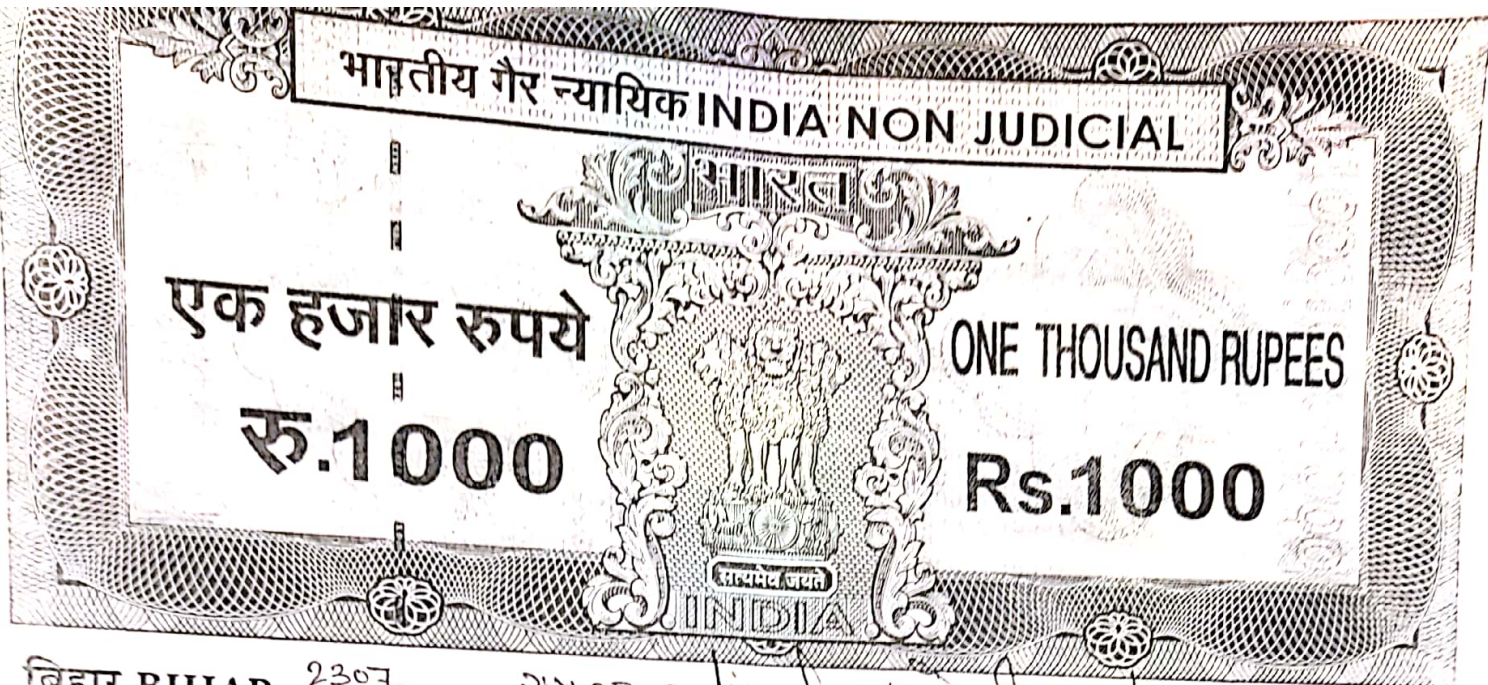 भारतीय गैर न्यायिक INDIA NON JUDICIAL
भारत
एक हजार रुपये
रु.1000
ONE THOUSAND RUPEES
Rs.1000
सत्यमेव जयते
INDIA
बिहार BIHAR 2307